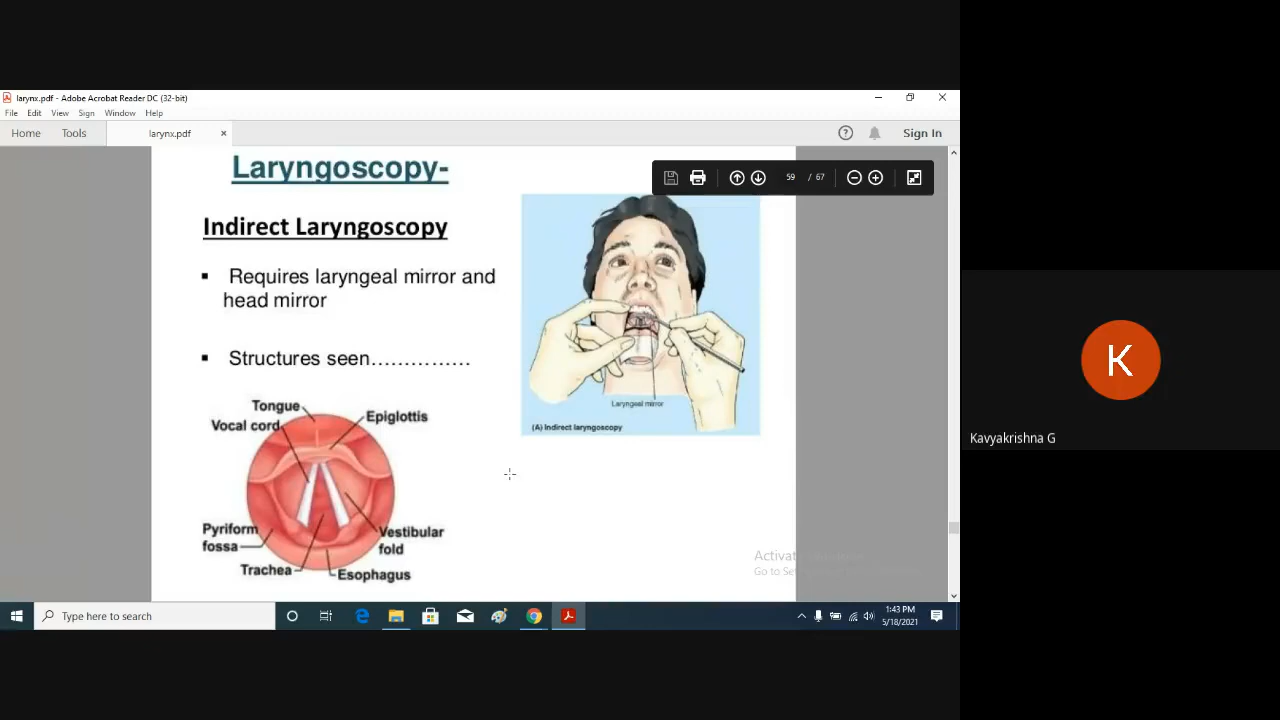 larynx.pdf - Adobe Acrobat Reader DC (32-bit)
File Edit View Sign Window Help
Home Tools larynx.pdf Sign In
Laryngoscopy-
59 / 67
Indirect Laryngoscopy
▪ Requires laryngeal mirror and
head mirror
▪ Structures seen……………
Laryngeal mirror
(A) Indirect laryngoscopy
Tongue
Epiglottis
Vocal cord
Pyriform
fossa
Vestibular
fold
Trachea
Esophagus
Activate
Go to
K
Kavyakrishna G
Type here to search
1:43 PM
5/18/2021